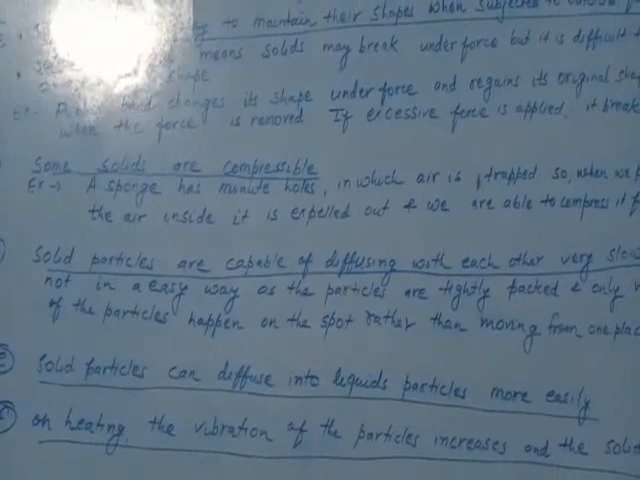 to maintain their shapes when subjected to
means solids may break under force but it is difficult
shape
Ex - changes its shape under force and regains its original
when the force is removed If excessive force is applied, it break
Some solids are compressible
Ex → A sponge has minute holes, in which air is trapped so, when we
the air inside it is expelled out & we are able to compress it
solid particles are capable of diffusing with each other very
not in a easy way as the particles are tightly packed & only
of the particles happen on the spot rather than moving from one
solid particles can diffuse into liquids particles more easily
on heating, the vibration of the particles increases and the